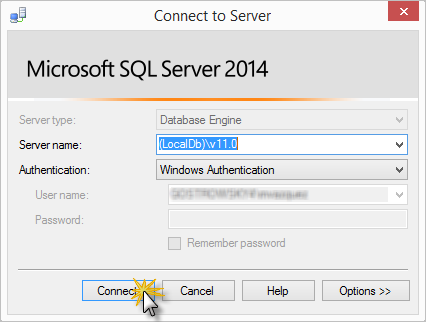 Connect to Server
Microsoft SQL Server 2014
Server type: Database Engine
Server name: (LocalDb)\v11.0
Authentication: Windows Authentication
User name:
Password:
Remember password
Connect Cancel Help Options >>